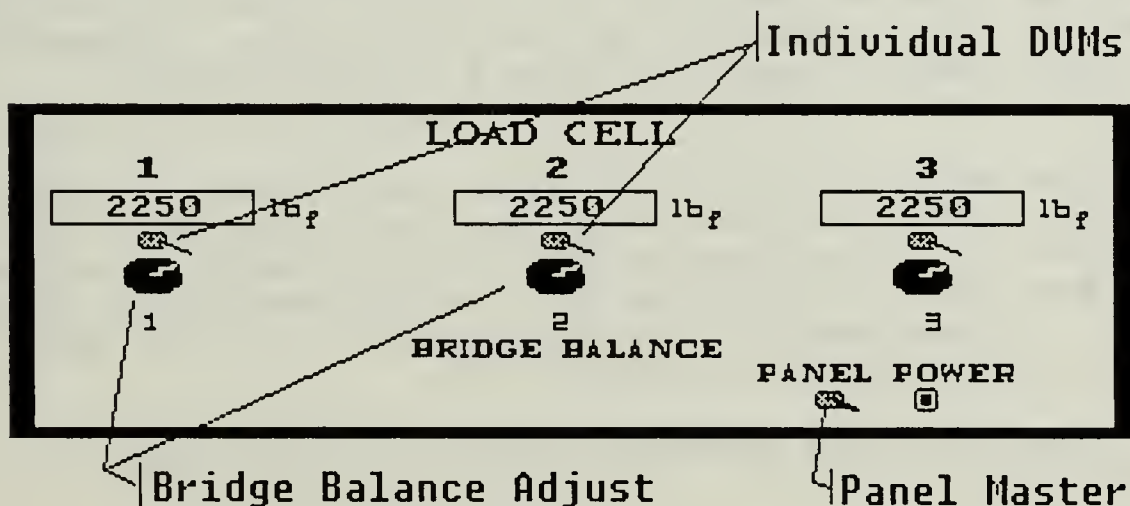 Individual DVMs
LOAD CELL
1 2 3
2250 lbf 2250 lbf 2250 lbf
1 2 3
BRIDGE BALANCE
PANEL POWER
Bridge Balance Adjust Panel Master